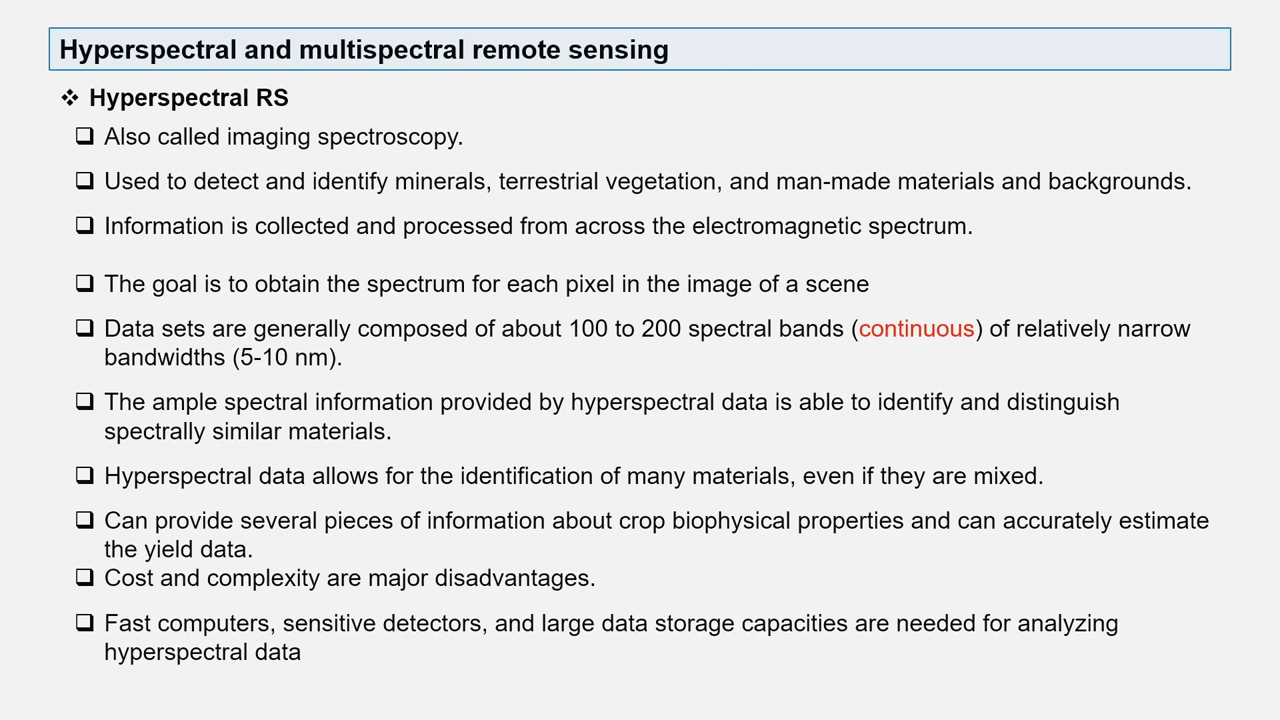 Hyperspectral and multispectral remote sensing
❖ Hyperspectral RS
❑ Also called imaging spectroscopy.
❑ Used to detect and identify minerals, terrestrial vegetation, and man-made materials and backgrounds.
❑ Information is collected and processed from across the electromagnetic spectrum.
❑ The goal is to obtain the spectrum for each pixel in the image of a scene
❑ Data sets are generally composed of about 100 to 200 spectral bands (continuous) of relatively narrow
bandwidths (5-10 nm).
❑ The ample spectral information provided by hyperspectral data is able to identify and distinguish
spectrally similar materials.
❑ Hyperspectral data allows for the identification of many materials, even if they are mixed.
❑ Can provide several pieces of information about crop biophysical properties and can accurately estimate
the yield data.
❑ Cost and complexity are major disadvantages.
❑ Fast computers, sensitive detectors, and large data storage capacities are needed for analyzing
hyperspectral data